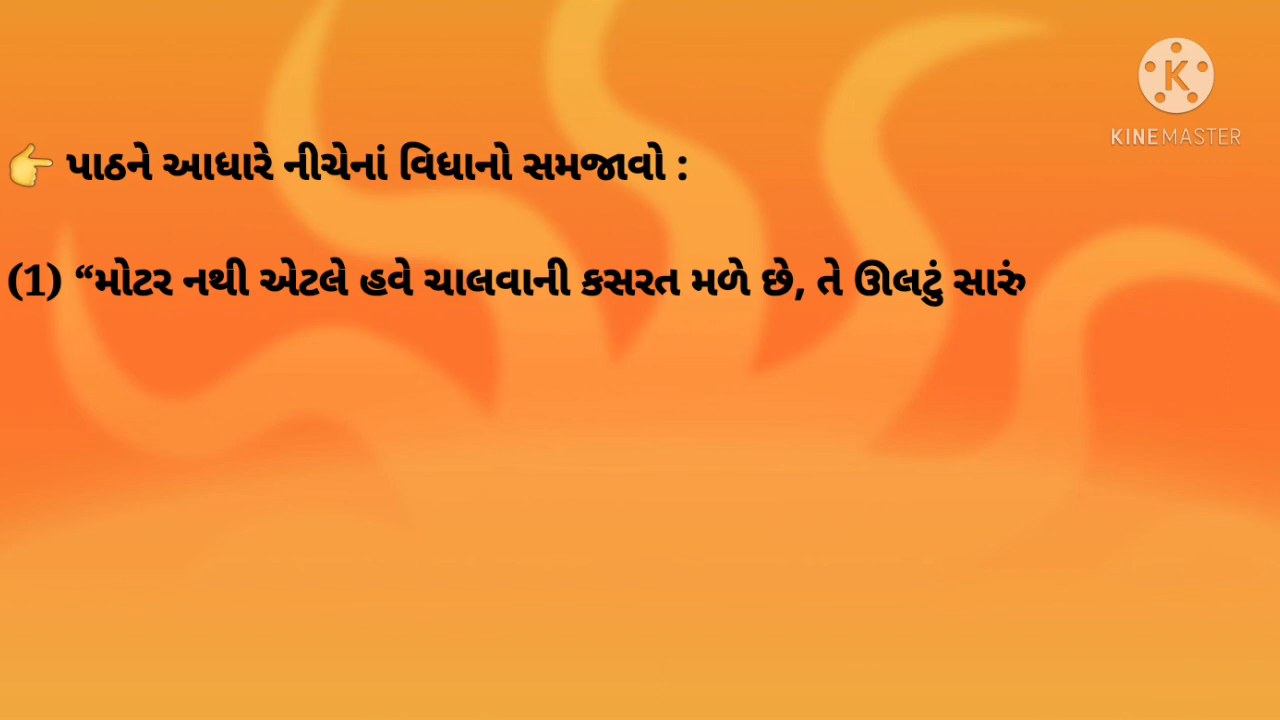 KINEMASTER
👉 પાઠને આધારે નીચેનાં વિધાનો સમજાવો :
(1) “મોટર નથી એટલે હવે ચાલવાની કસરત મળે છે, તે ઊલટું સારું